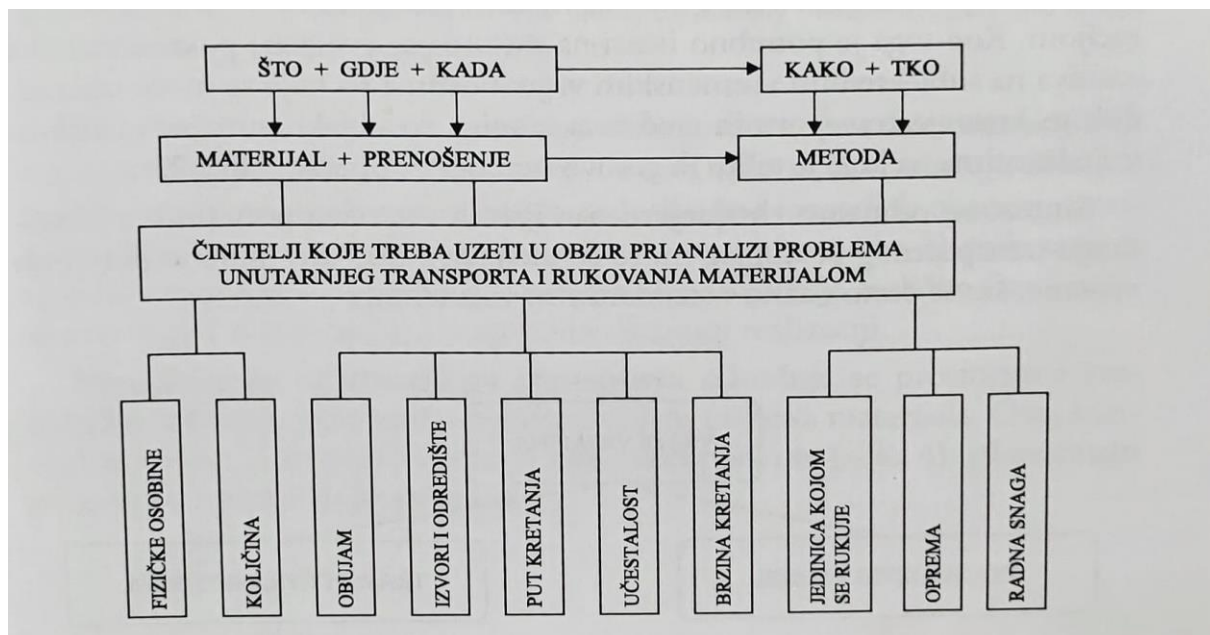 ŠTO + GDJE + KADA
KAKO + TKO
MATERIJAL + PRENOŠENJE
METODA
ČINITELJI KOJE TREBA UZETI U OBZIR PRI ANALIZI PROBLEMA
UNUTARNJEG TRANSPORTA I RUKOVANJA MATERIJALOM
FIZIČKE OSOBINE
KOLIČINA
OBUJAM
IZVORI I ODREDIŠTE
PUT KRETANJA
UČESTALOST
BRZINA KRETANJA
JEDINICA KOJOM
SE RUKUJE
OPREMA
RADNA SNAGA